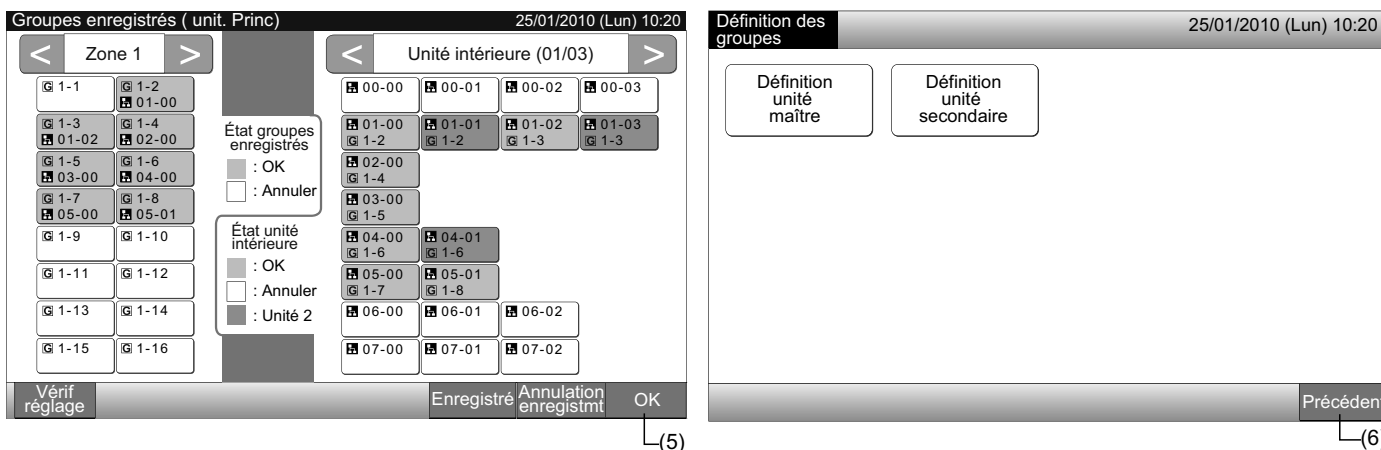 Groupes enregistrés ( unit. Princ) 25/01/2010 (Lun) 10:20
< Zone 1 >
G 1-1
G 1-2
01-00
G 1-3
01-02
G 1-4
02-00
G 1-5
03-00
G 1-6
04-00
G 1-7
05-00
G 1-8
05-01
G 1-9
G 1-10
G 1-11
G 1-12
G 1-13
G 1-14
G 1-15
G 1-16
État groupes
enregistrés
: OK
: Annuler
État unité
intérieure
: OK
: Annuler
: Unité 2
< Unité intérieure (01/03) >
00-00
00-01
00-02
00-03
01-00
G 1-2
01-01
G 1-2
01-02
G 1-3
01-03
G 1-3
02-00
G 1-4
03-00
G 1-5
04-00
G 1-6
04-01
G 1-6
05-00
G 1-7
05-01
G 1-8
06-00
06-01
06-02
07-00
07-01
07-02
Vérif
réglage
Enregistré
Annulation
enregistmt
OK
(5)
Définition des
groupes
25/01/2010 (Lun) 10:20
Définition
unité
maître
Définition
unité
secondaire
Précédent
(6)